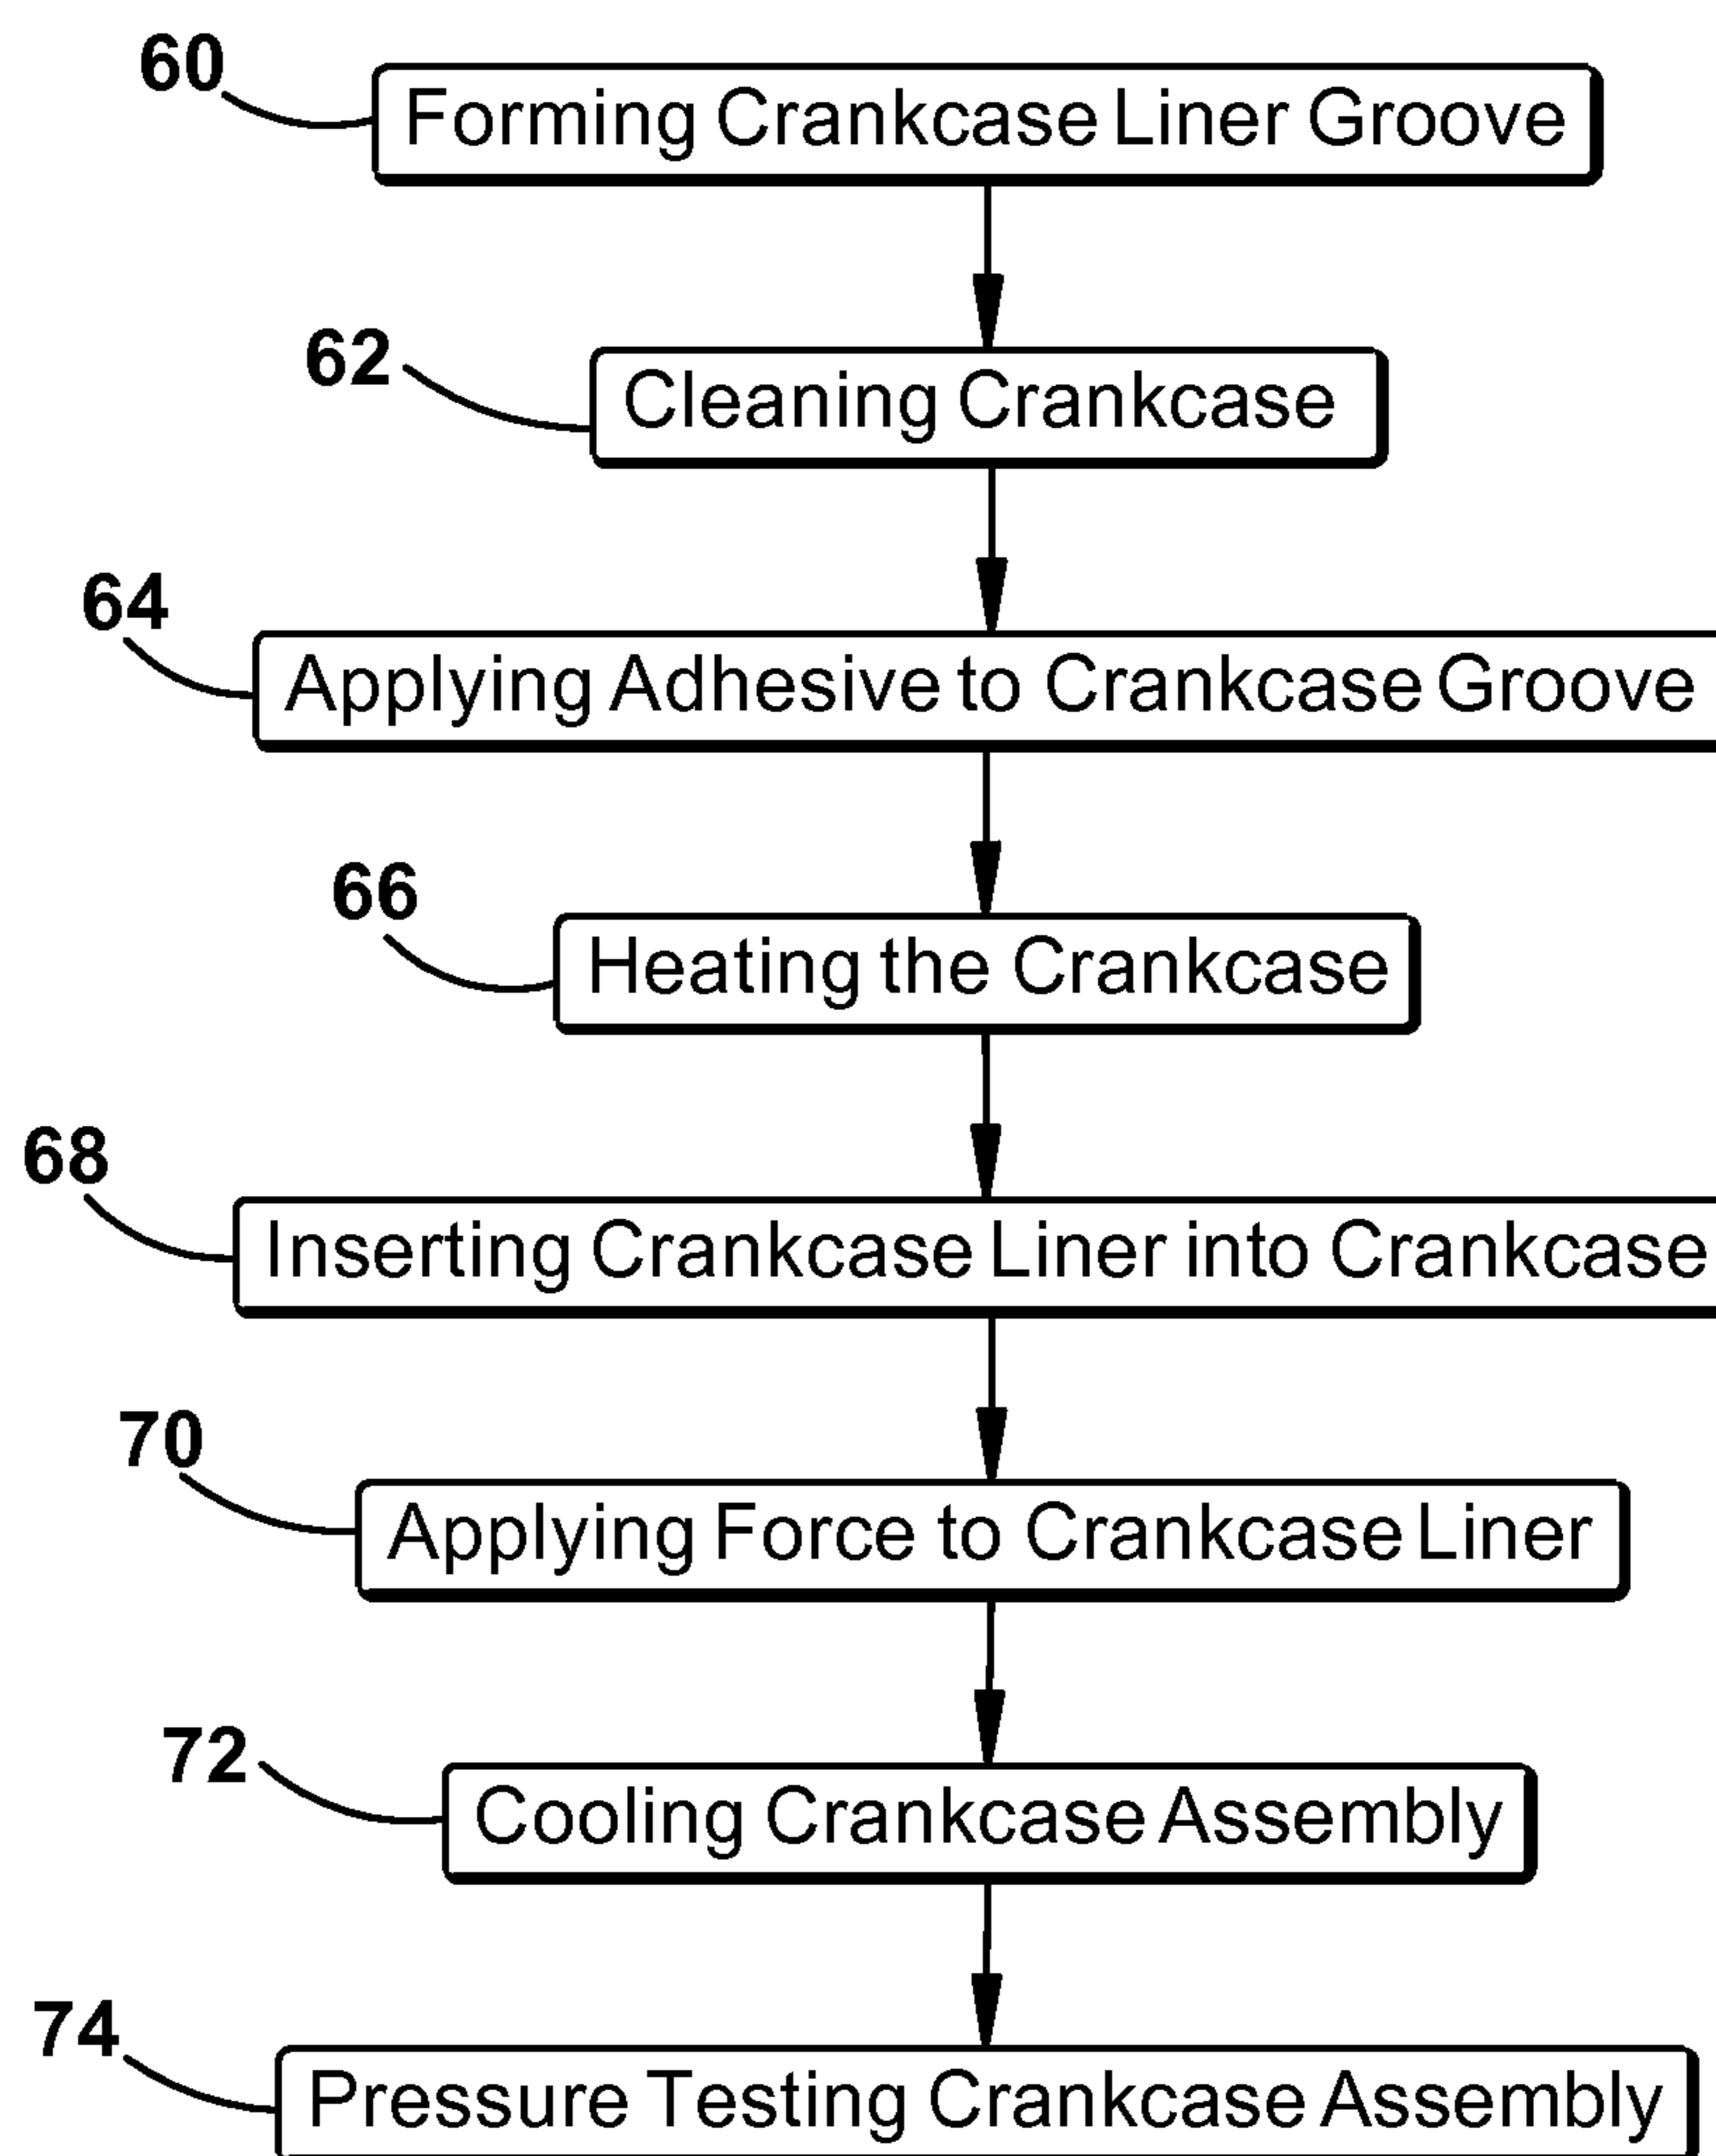 60
Forming Crankcase Liner Groove
62
Cleaning Crankcase
64
Applying Adhesive to Crankcase Groove
66
Heating the Crankcase
68
Inserting Crankcase Liner into Crankcase
70
Applying Force to Crankcase Liner
72
Cooling Crankcase Assembly
74
Pressure Testing Crankcase Assembly